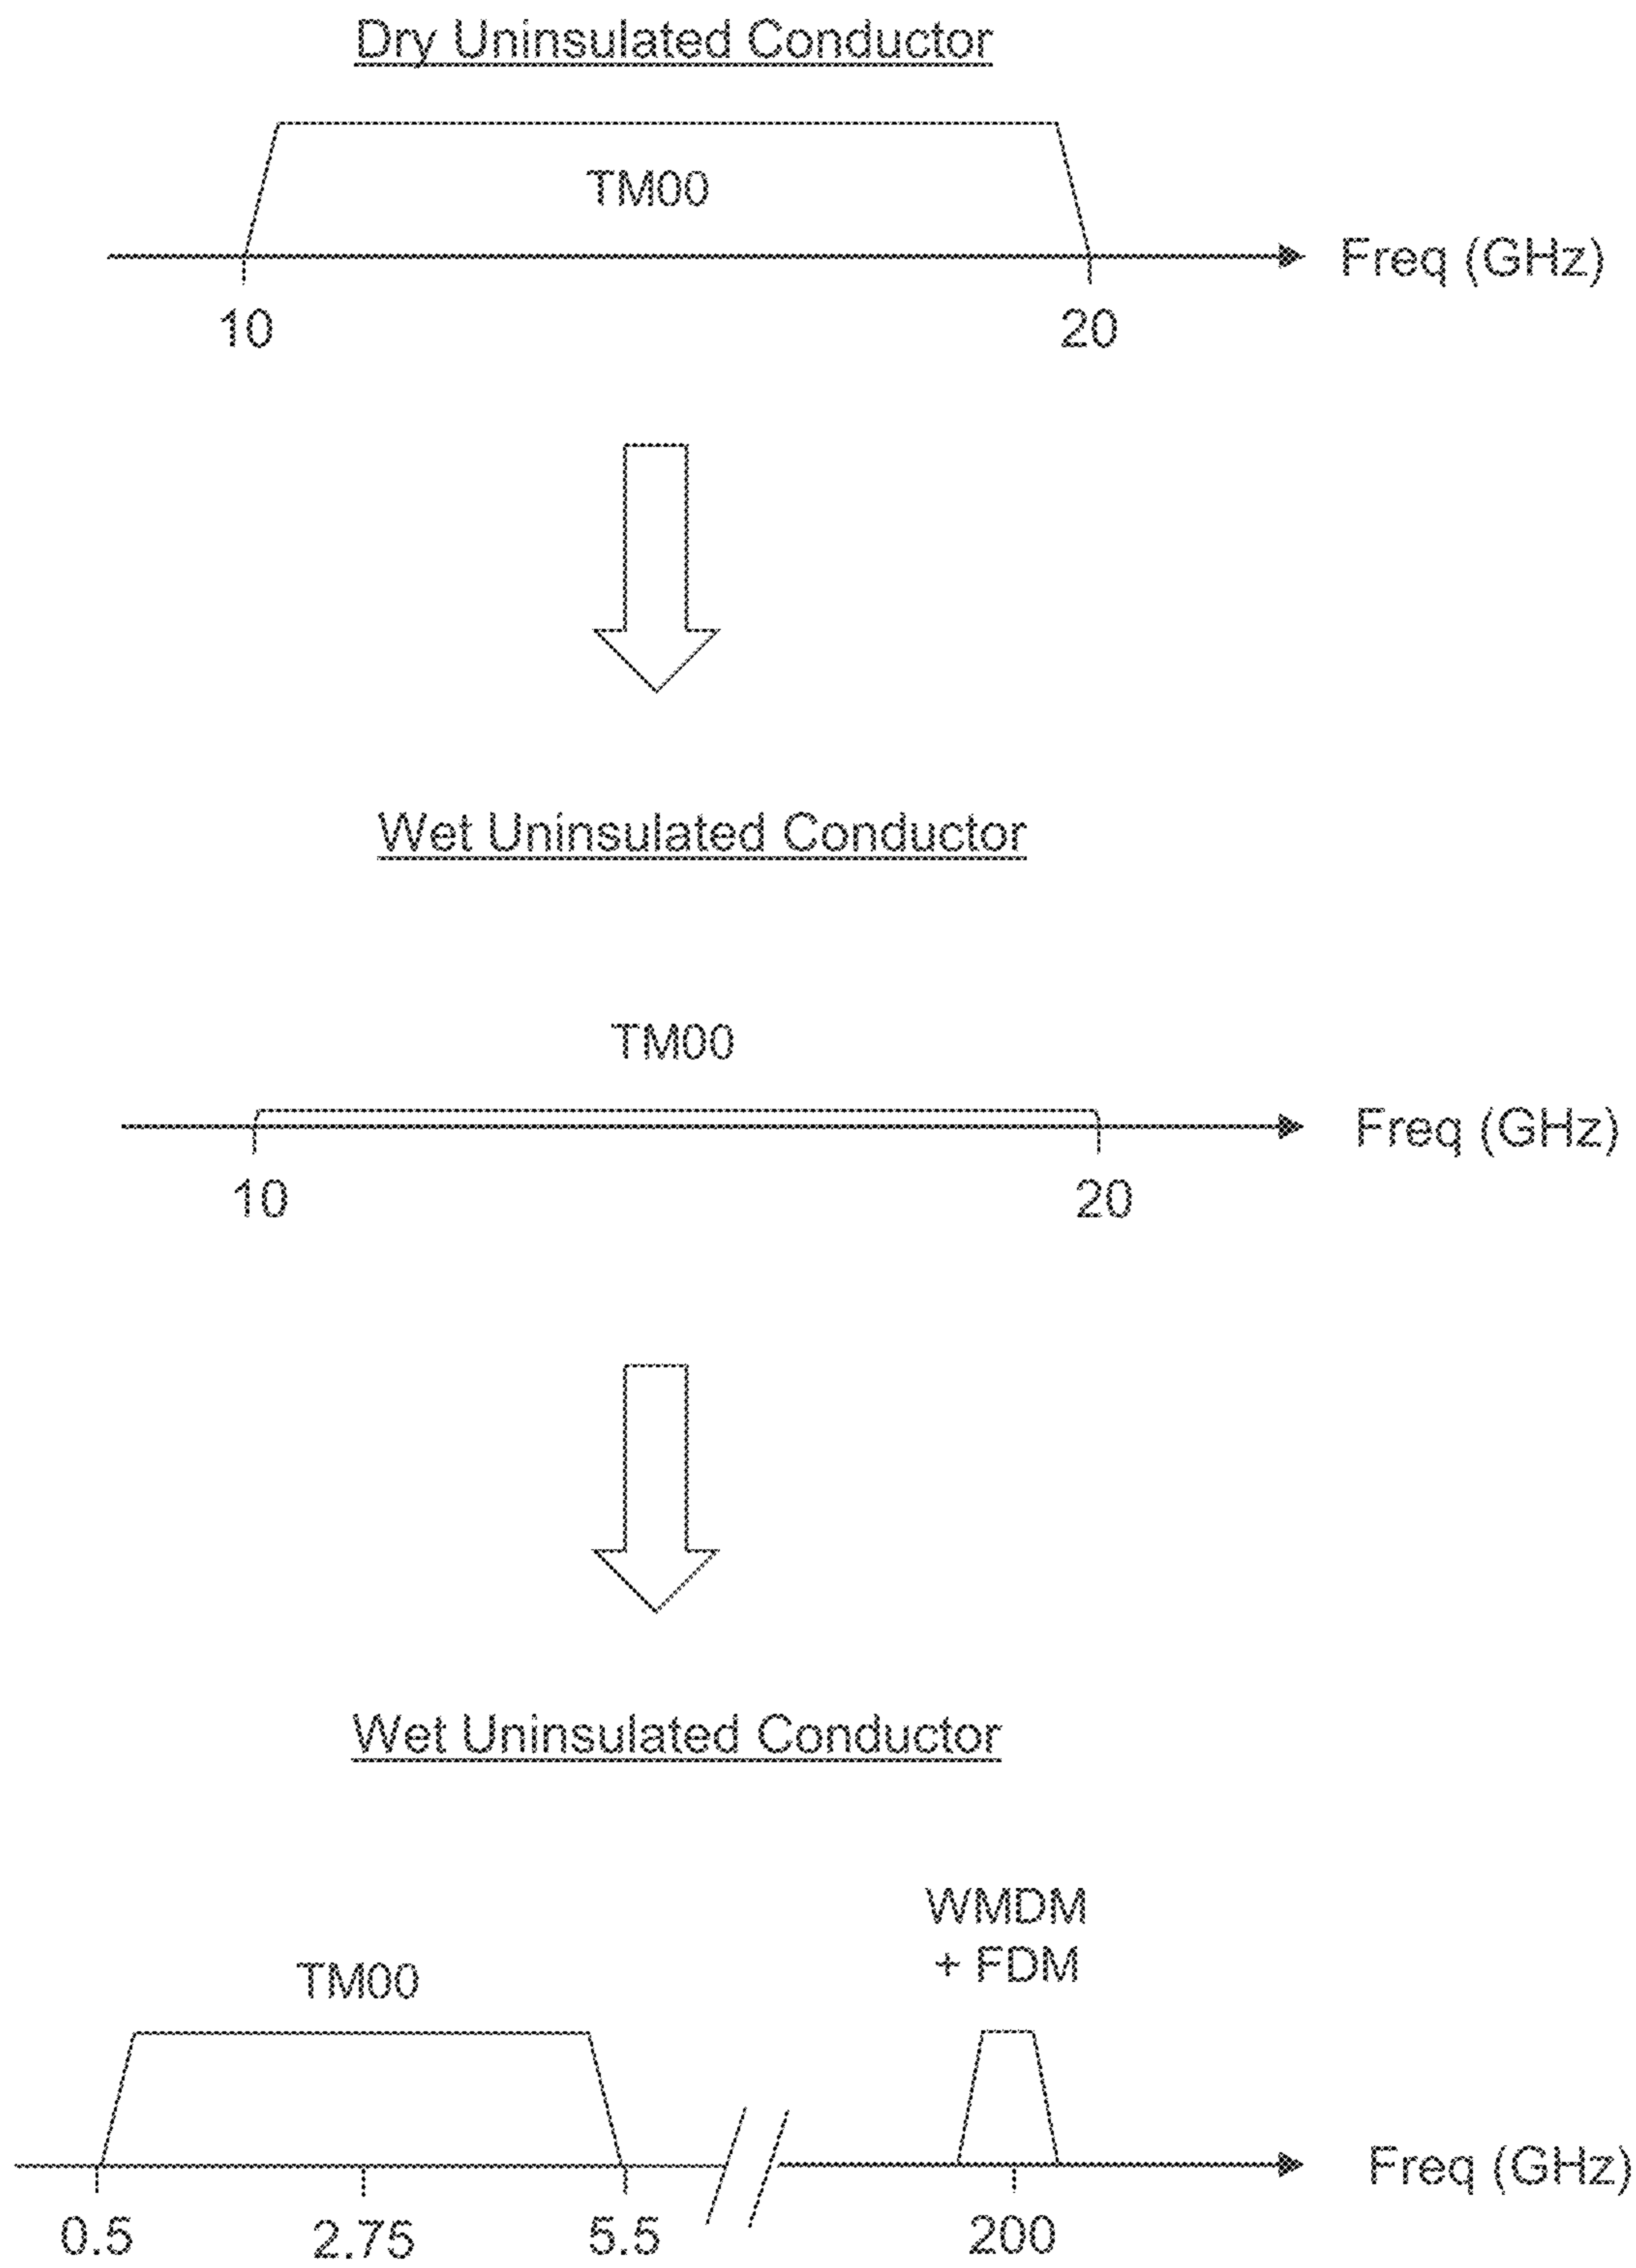 Dry Uninsulated Conductor
TM00
Freq (GHz)
10
20
Wet Uninsulated Conductor
TM00
Freq (GHz)
10
20
Wet Uninsulated Conductor
WMDM
+ FDM
TM00
Freq (GHz)
0.5
2.75
5.5
200